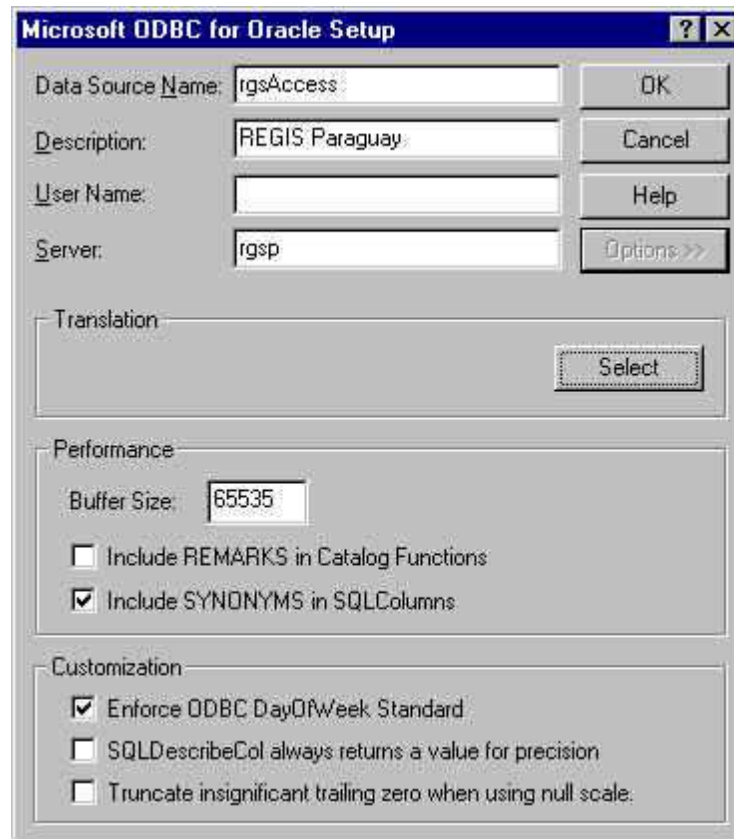 Microsoft ODBC for Oracle Setup
Data Source Name: rgsAccess OK
Description: REGIS Paraguay Cancel
User Name: Help
Server: rgsp Options >>
Translation
Select
Performance
Buffer Size: 65535
Include REMARKS in Catalog Functions
Include SYNONYMS in SQLColumns
Customization
Enforce ODBC DayOfWeek Standard
SQLDescribeCol always returns a value for precision
Truncate insignificant trailing zero when using null scale.